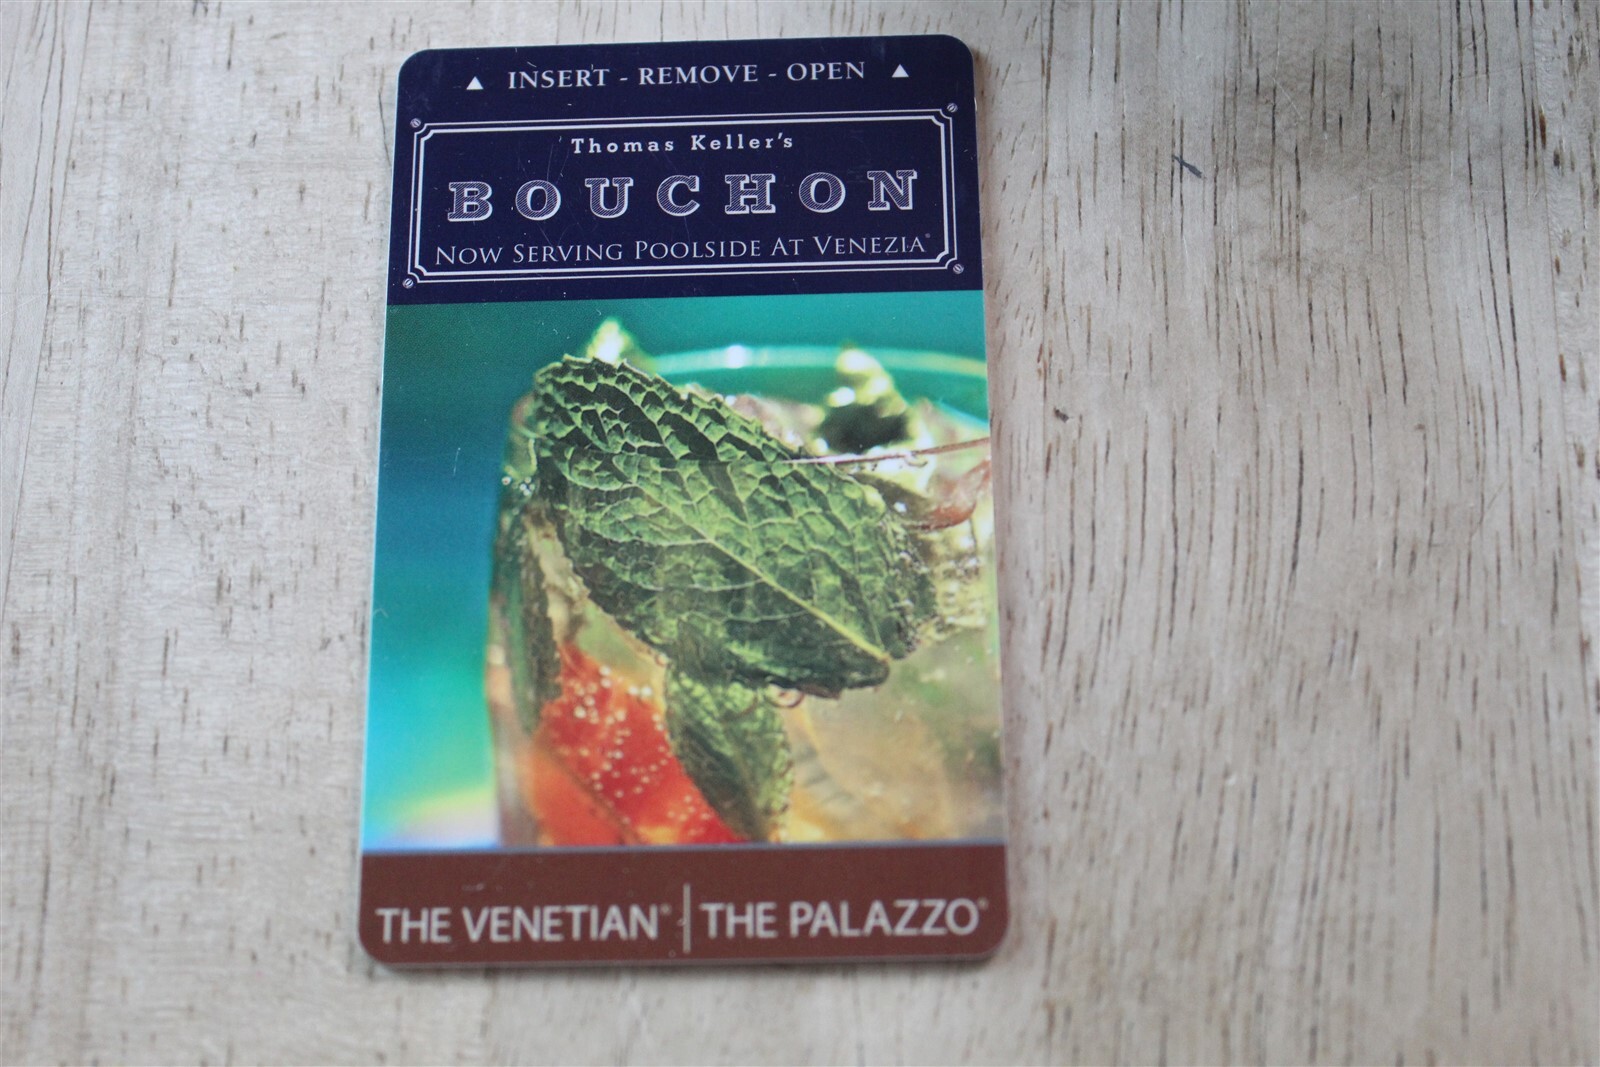 ▲ INSERT - REMOVE - OPEN ▲
Thomas Keller's
BOUCHON
NOW SERVING POOLSIDE AT VENEZIA®
THE VENETIAN® | THE PALAZZO®